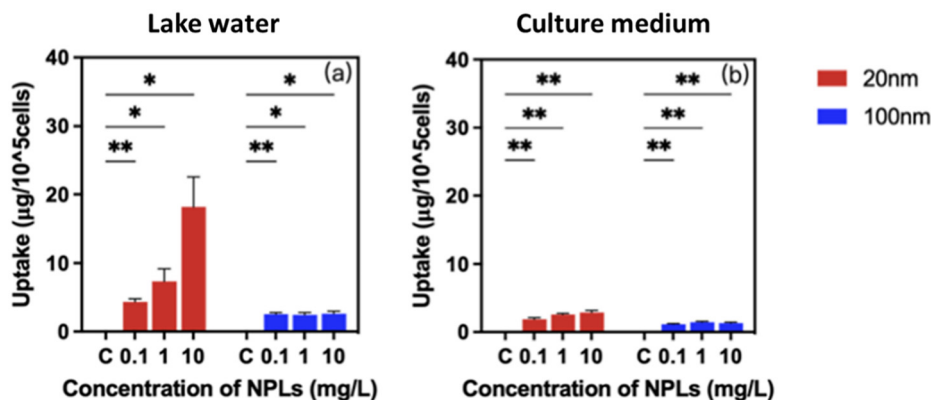 Lake water
Culture medium
(a)
Uptake (μg/10^5cells)
40
30
20
10
0
*
*
**
*
*
**
C 0.1 1 10 C 0.1 1 10
Concentration of NPLs (mg/L)
(b)
Uptake (μg/10^5cells)
40
30
20
10
0
**
**
**
**
**
**
C 0.1 1 10 C 0.1 1 10
Concentration of NPLs (mg/L)
20nm
100nm